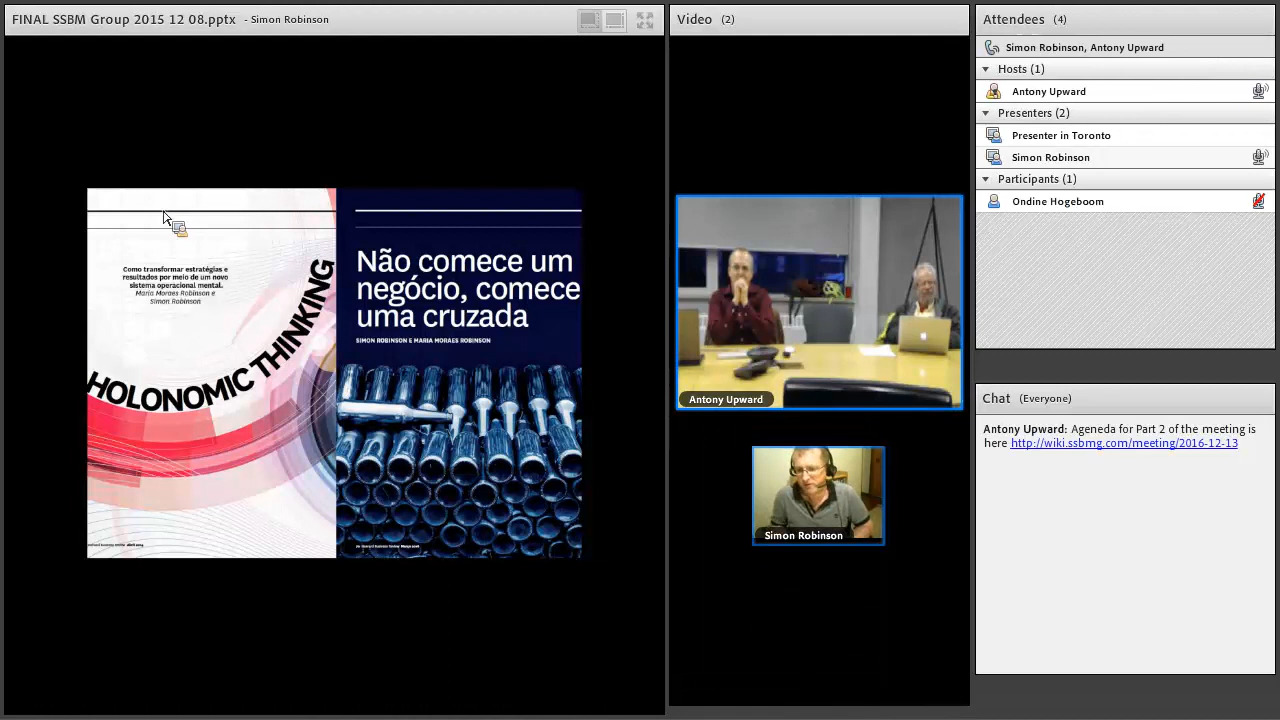 FINAL SSBM Group 2015 12 08.pptx - Simon Robinson
Como transformar estratégias e
resultados por meio de um novo
sistema operacional mental.
Maria Moraes Robinson e
Simon Robinson
HOLONOMIC THINKING
Não comece um
negócio, comece
uma cruzada
SIMON ROBINSON E MARIA MORAES ROBINSON
Video (2)
Antony Upward
Simon Robinson
Attendees (4)
Simon Robinson, Antony Upward
Hosts (1)
Antony Upward
Presenters (2)
Presenter in Toronto
Simon Robinson
Participants (1)
Ondine Hogeboom
Chat (Everyone)
Antony Upward: Ageneda for Part 2 of the meeting is
here http://wiki.ssbmg.com/meeting/2016-12-13